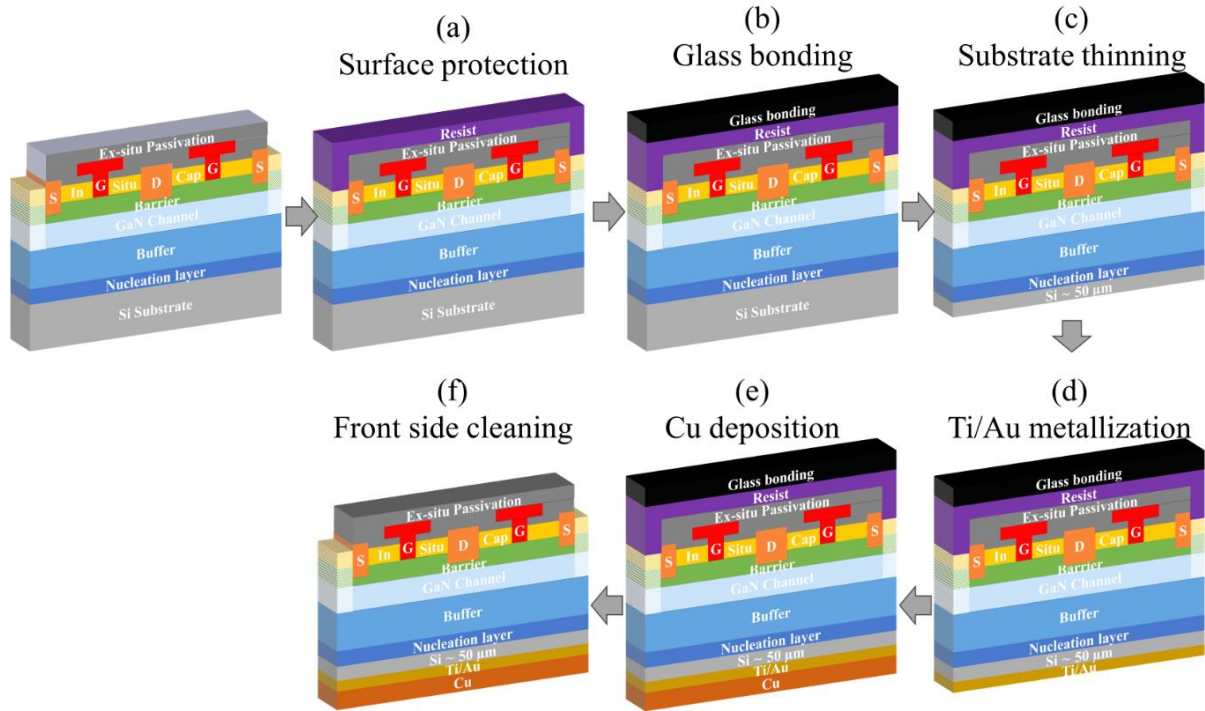 (a)
Surface protection
(b)
Glass bonding
(c)
Substrate thinning
Ex-situ Passivation
S In G Situ D Cap G S
Barrier
GaN Channel
Buffer
Nucleation layer
Si Substrate
Resist
Ex-situ Passivation
S In G Situ D Cap G S
Barrier
GaN Channel
Buffer
Nucleation layer
Si Substrate
Glass bonding
Resist
Ex-situ Passivation
S In G Situ D Cap G S
Barrier
GaN Channel
Buffer
Nucleation layer
Si Substrate
Glass bonding
Resist
Ex-situ Passivation
S In G Situ D Cap G S
Barrier
GaN Channel
Buffer
Nucleation layer
Si ~ 50 µm
(f)
Front side cleaning
(e)
Cu deposition
(d)
Ti/Au metallization
Ex-situ Passivation
S In G Situ D Cap G S
Barrier
GaN Channel
Buffer
Nucleation layer
Si ~ 50 µm
Ti/Au
Cu
Glass bonding
Resist
Ex-situ Passivation
S In G Situ D Cap G S
Barrier
GaN Channel
Buffer
Nucleation layer
Si ~ 50 µm
Ti/Au
Cu
Glass bonding
Resist
Ex-situ Passivation
S In G Situ D Cap G S
Barrier
GaN Channel
Buffer
Nucleation layer
Si ~ 50 µm
Ti/Au